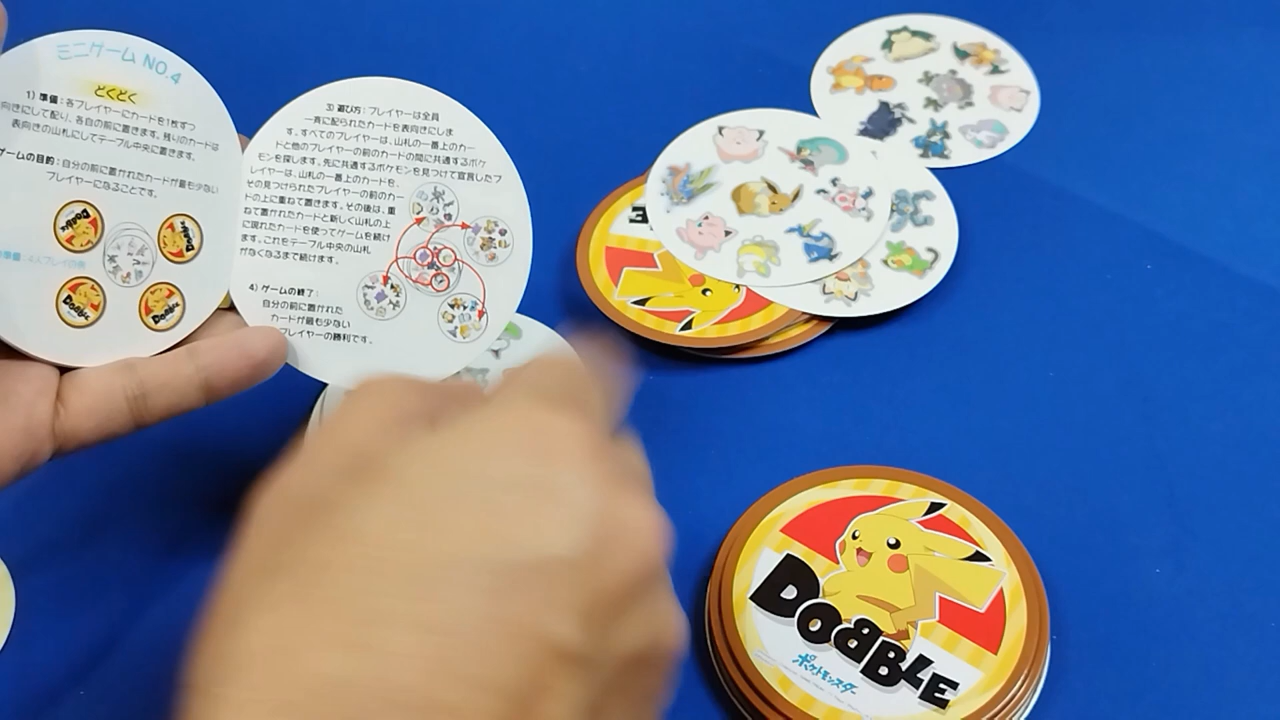 ミニゲーム NO.4
どくどく
1) 準備：各プレイヤーにカードを1枚ずつ
向きにして配り、各自の前に置きます。残りのカードは
表向きの山札にしてテーブル中央に置きます。
ゲームの目的：自分の前に置かれたカードが最も少ない
プレイヤーになることです。
準備：4人プレイの例
3) 遊び方：プレイヤーは全員
一斉に配られたカードを表向きにしま
す。すべてのプレイヤーは、山札の一番上のカー
ドと他のプレイヤーの前のカードの間に共通するポケ
モンを探します。先に共通するポケモンを見つけて宣言したプ
レイヤーは、山札の一番上のカードを、
その見つけられたプレイヤーの前のカー
ドの上に重ねて置きます。その後は、重
ねて置かれたカードと新しく山札の上
に現れたカードを使ってゲームを続け
ます。これをテーブル中央の山札
がなくなるまで続けます。
4) ゲームの終了：
自分の前に置かれた
カードが最も少ない
プレイヤーの勝利です。
DOBBLE
DOBBLE
DOBBLE
DOBBLE
DOBBLE
ポケットモンスター